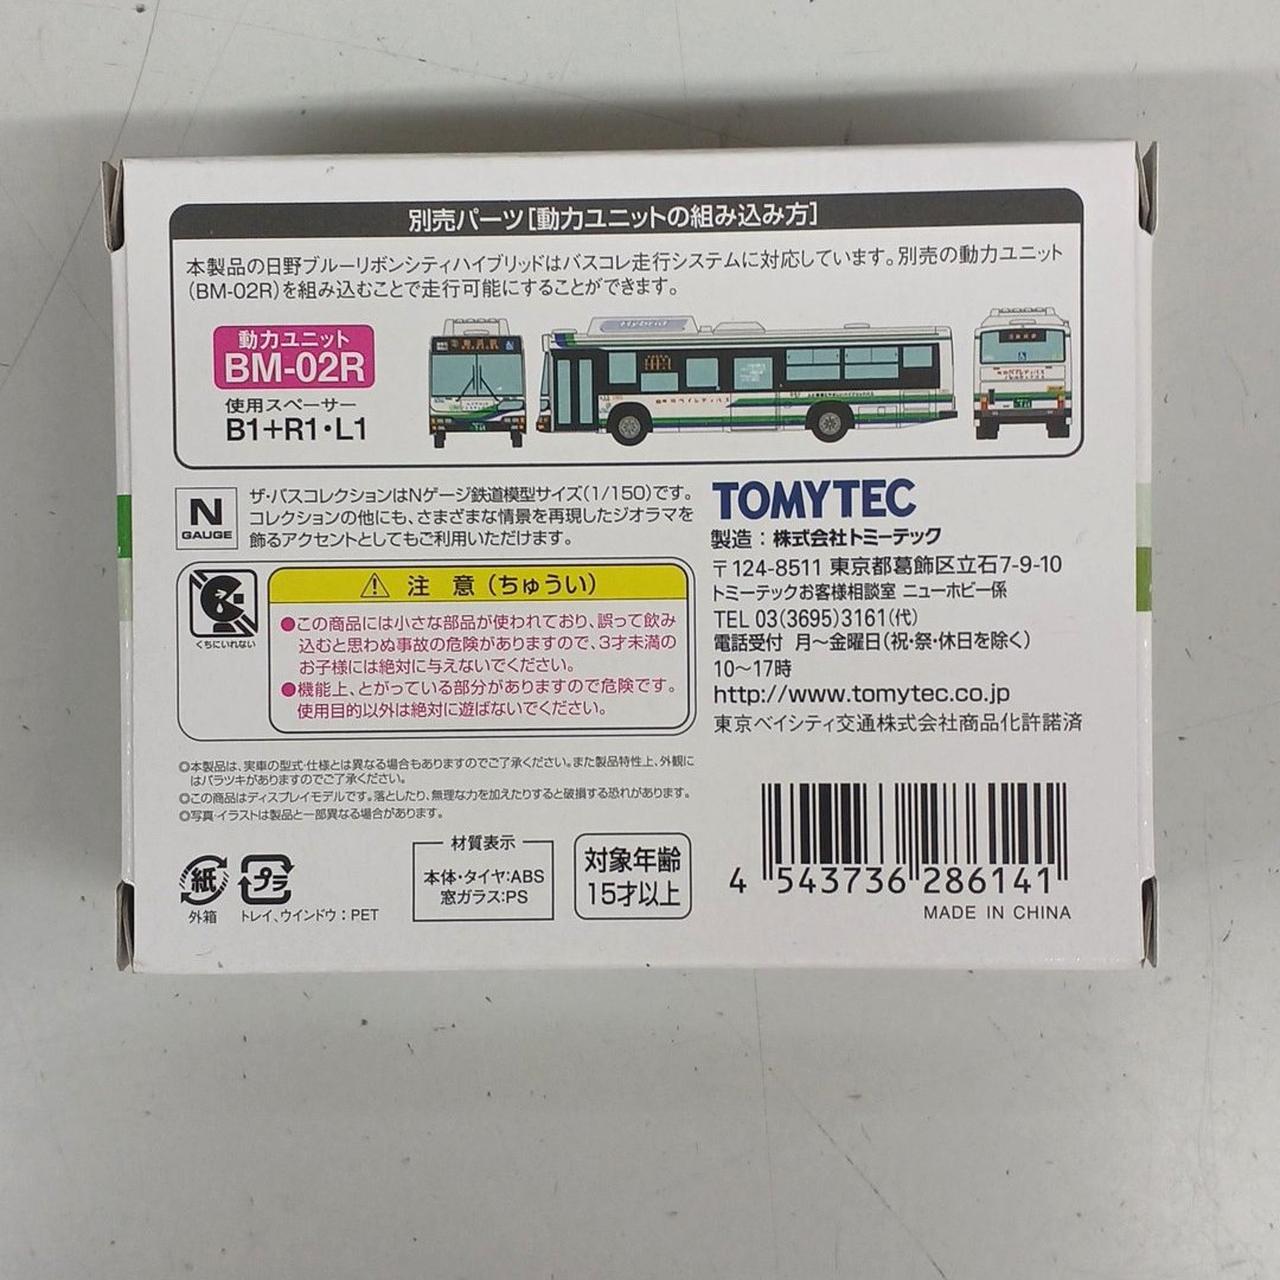 別売パーツ[動力ユニットの組み込み方]
本製品の日野ブルーリボンシティハイブリッドはバスコレ走行システムに対応しています。別売の動力ユニット
(BM-02R)を組み込むことで走行可能にすることができます。
動力ユニット
BM-02R
使用スペーサー
B1+R1・L1
Hybrid
N
GAUGE
ザ・バスコレクションはNゲージ鉄道模型サイズ(1/150)です。
コレクションの他にも、さまざまな情景を再現したジオラマを
飾るアクセントとしてもご利用いただけます。
くちにいれない
注 意 (ちゅうい)
●この商品には小さな部品が使われており、誤って飲み
込むと思わぬ事故の危険がありますので、3才未満の
お子様には絶対に与えないでください。
●機能上、とがっている部分がありますので危険です。
使用目的以外は絶対に遊ばないでください。
TOMYTEC
製造：株式会社トミーテック
〒124-8511 東京都葛飾区立石7-9-10
トミーテックお客様相談室 ニューホビー係
TEL 03(3695)3161(代)
電話受付 月〜金曜日(祝・祭・休日を除く)
10〜17時
http://www.tomytec.co.jp
東京ベイシティ交通株式会社商品化許諾済
◎本製品は、実車の型式・仕様とは異なる場合もありますのでご了承ください。また製品特性上、外観に
はバラツキがありますのでご了承ください。
◎この商品はディスプレイモデルです。落としたり、無理な力を加えたりすると破損する恐れがあります。
◎写真・イラストは製品と一部異なる場合があります。
紙
外箱
プラ
トレイ、ウインドウ：PET
材質表示
本体・タイヤ:ABS
窓ガラス:PS
対象年齢
15才以上
4 543736 286141
MADE IN CHINA